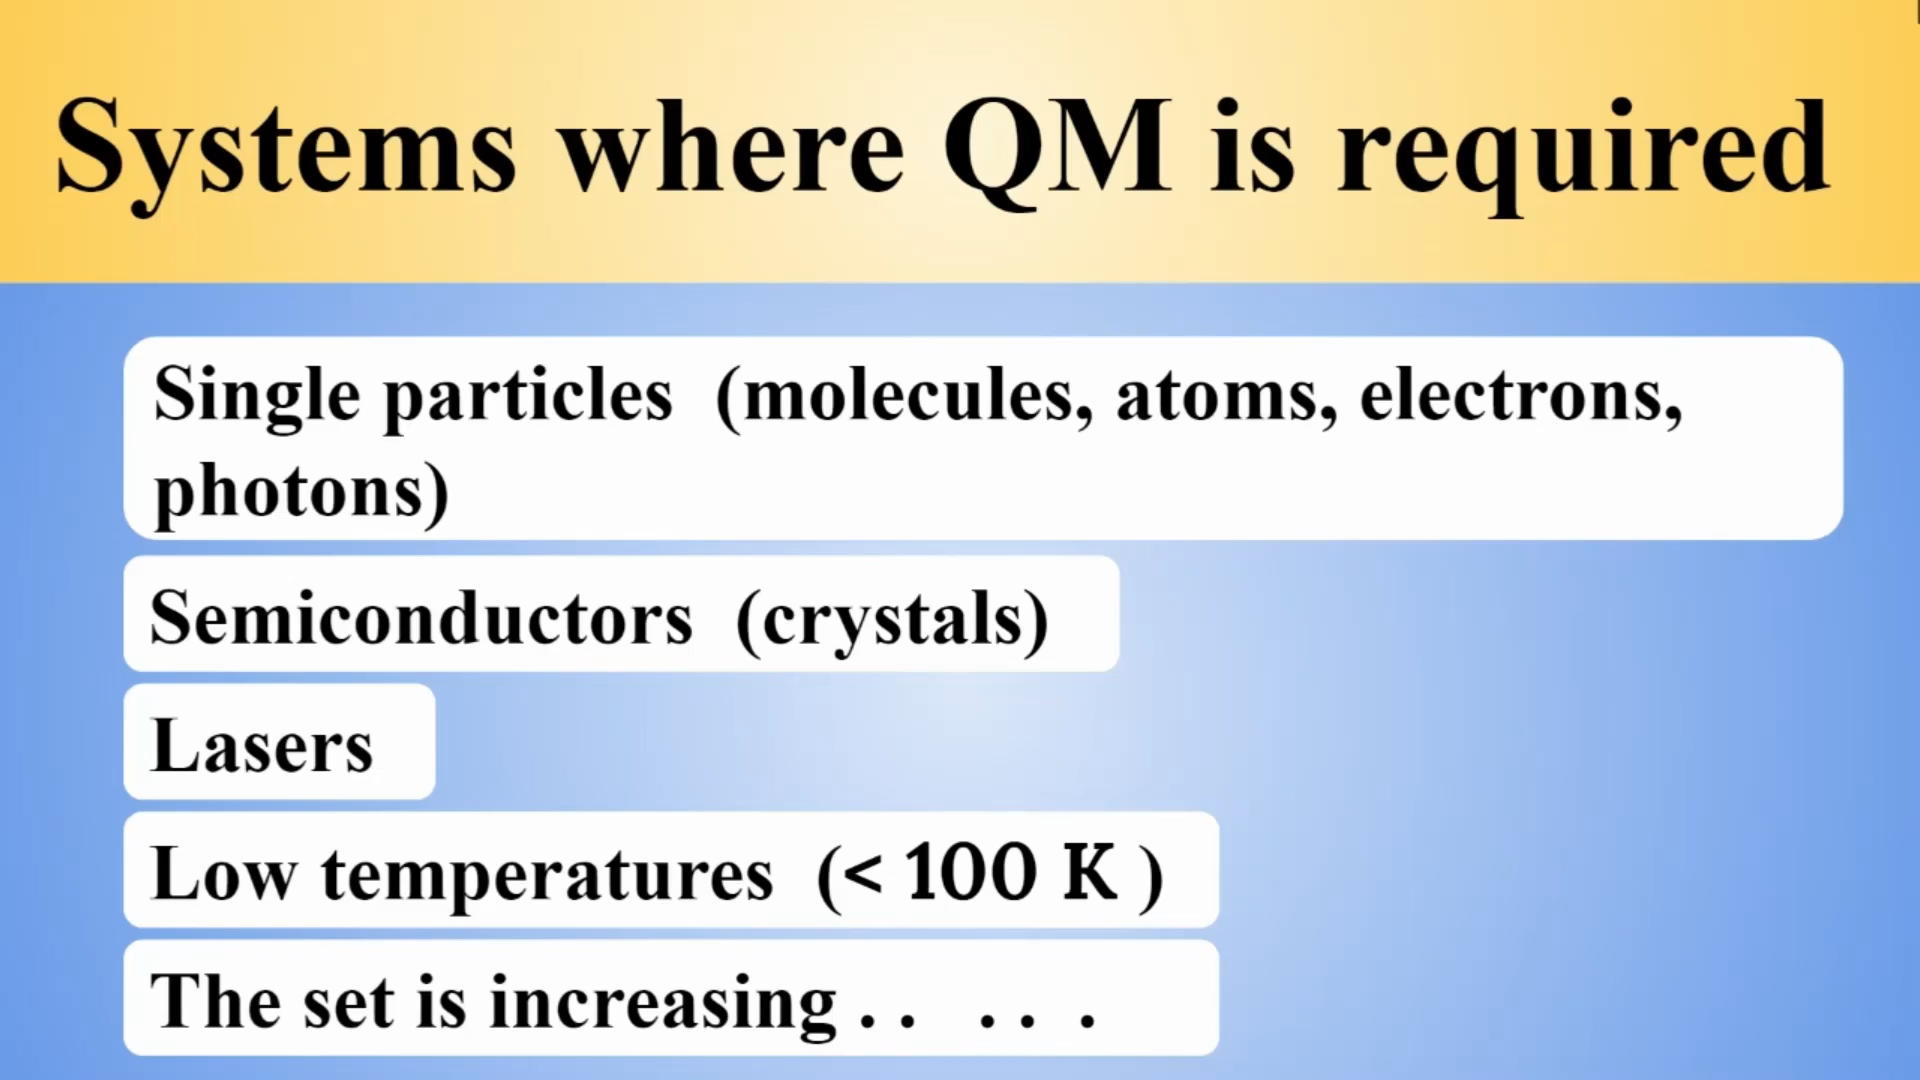 Systems where QM is required
Single particles (molecules, atoms, electrons,
photons)
Semiconductors (crystals)
Lasers
Low temperatures (< 100 K )
The set is increasing . . . . .